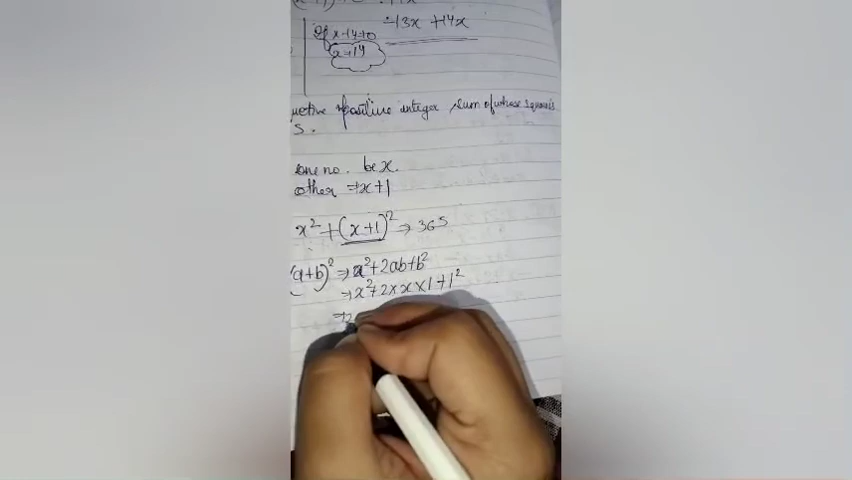 -13x +14x
If x-14=0
x=14
positive integer, sum of whose squares is
one no. be x.
other ⇒x+1
x²+(x+1)²⇒365
(a+b)²⇒a²+2ab+b²
⇒x²+2×x×1+1²